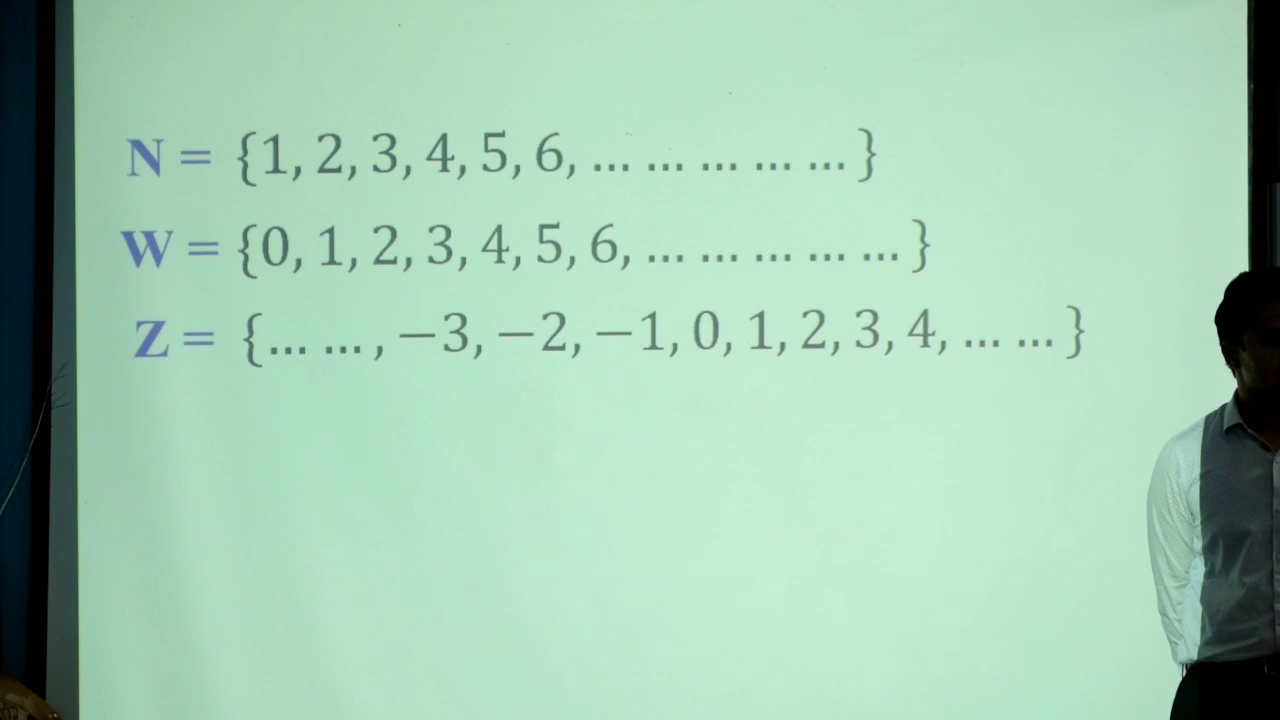 N = {1, 2, 3, 4, 5, 6, … … … … …}
W = {0, 1, 2, 3, 4, 5, 6, … … … … …}
Z = {… … , −3, −2, −1, 0, 1, 2, 3, 4, … …}